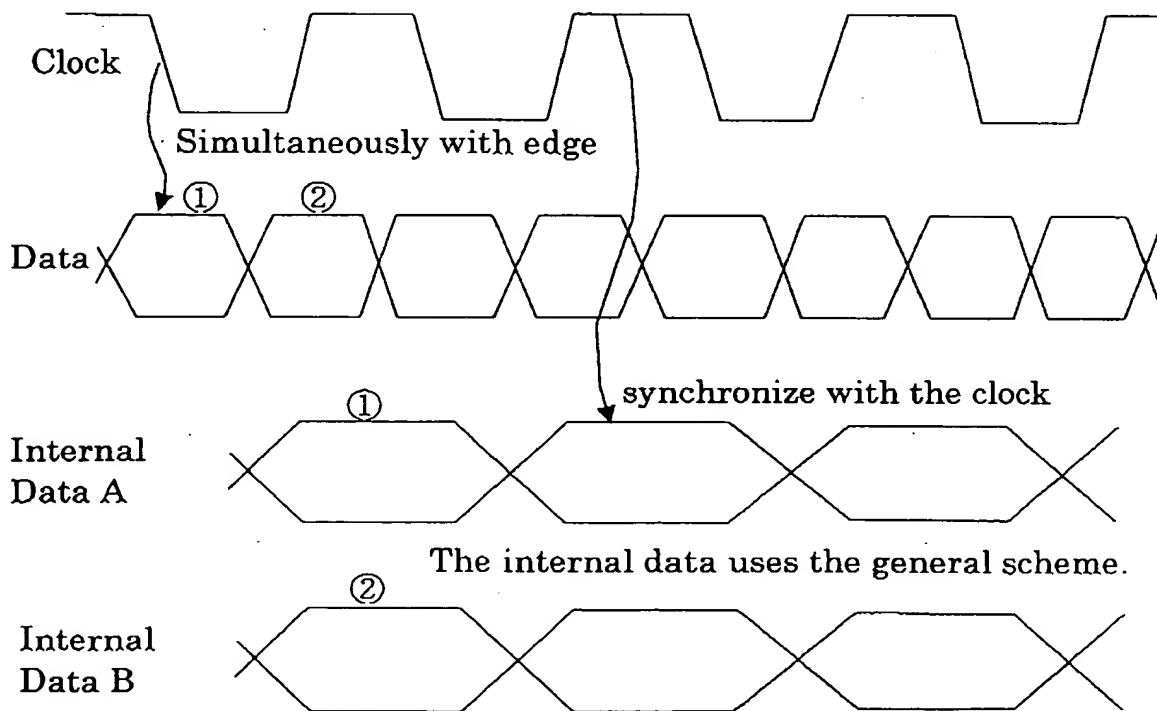 Clock
Simultaneously with edge
① ②
Data
synchronize with the clock
①
Internal
Data A
The internal data uses the general scheme.
②
Internal
Data B